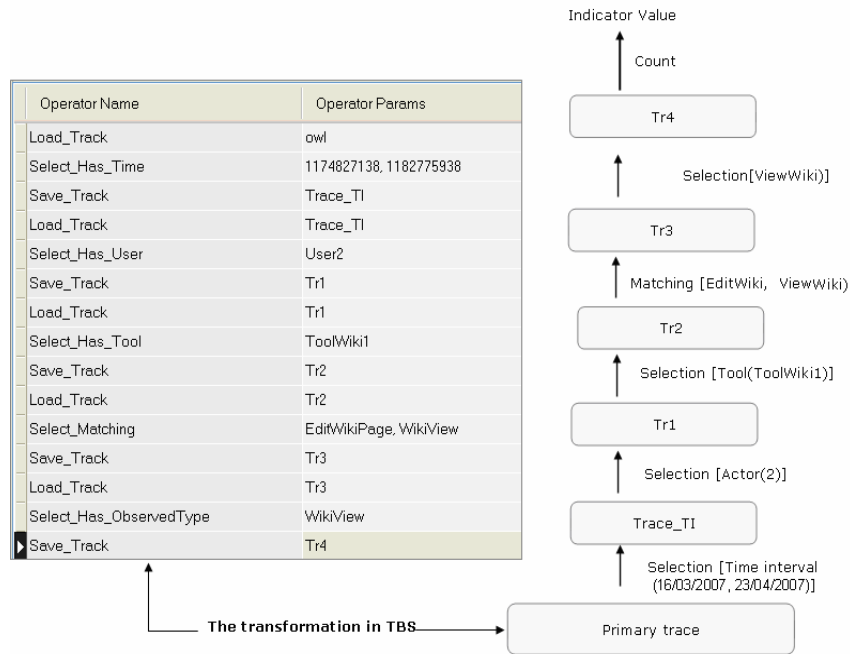 Indicator Value
Count
Operator Name Operator Params
Load_Track owl
Select_Has_Time 1174827138, 1182775938
Save_Track Trace_TI
Load_Track Trace_TI
Select_Has_User User2
Save_Track Tr1
Load_Track Tr1
Select_Has_Tool ToolWiki1
Save_Track Tr2
Load_Track Tr2
Select_Matching EditWikiPage, WikiView
Save_Track Tr3
Load_Track Tr3
Select_Has_ObservedType WikiView
Save_Track Tr4
Tr4
Selection[ViewWiki)]
Tr3
Matching [EditWiki, ViewWiki)
Tr2
Selection [Tool(ToolWiki1)]
Tr1
Selection [Actor(2)]
Trace_TI
Selection [Time interval
(16/03/2007, 23/04/2007)]
The transformation in TBS
Primary trace